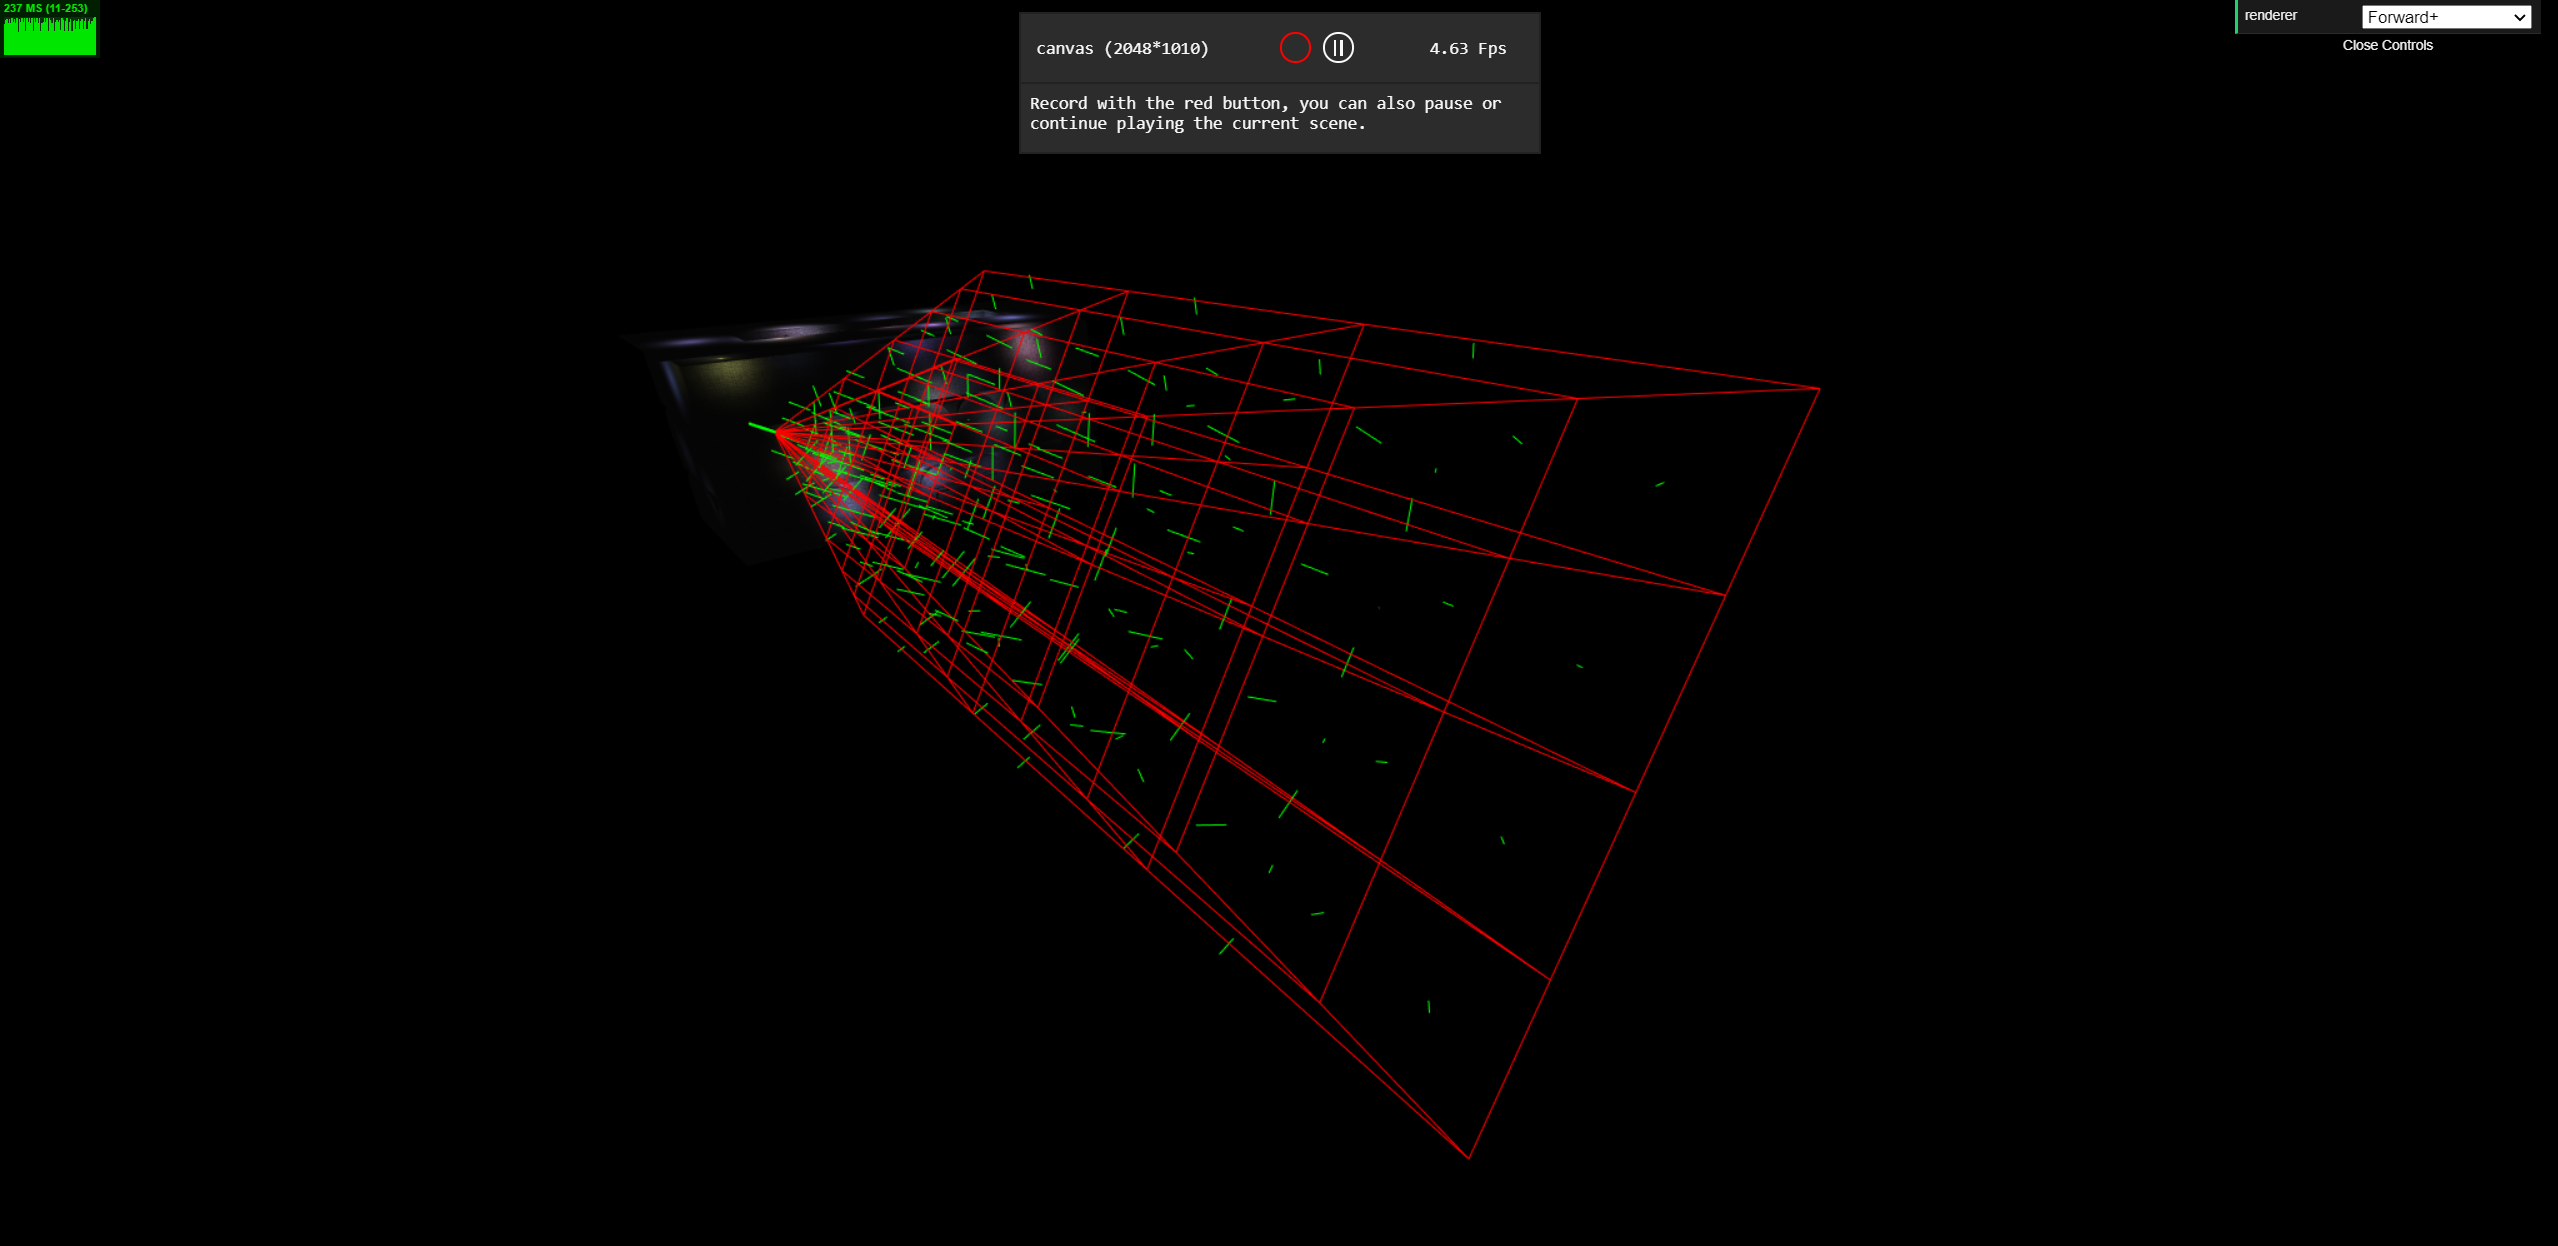 237 MS (11-253)
canvas (2048*1010)
4.63 Fps
Record with the red button, you can also pause or
continue playing the current scene.
renderer
Forward+
Close Controls